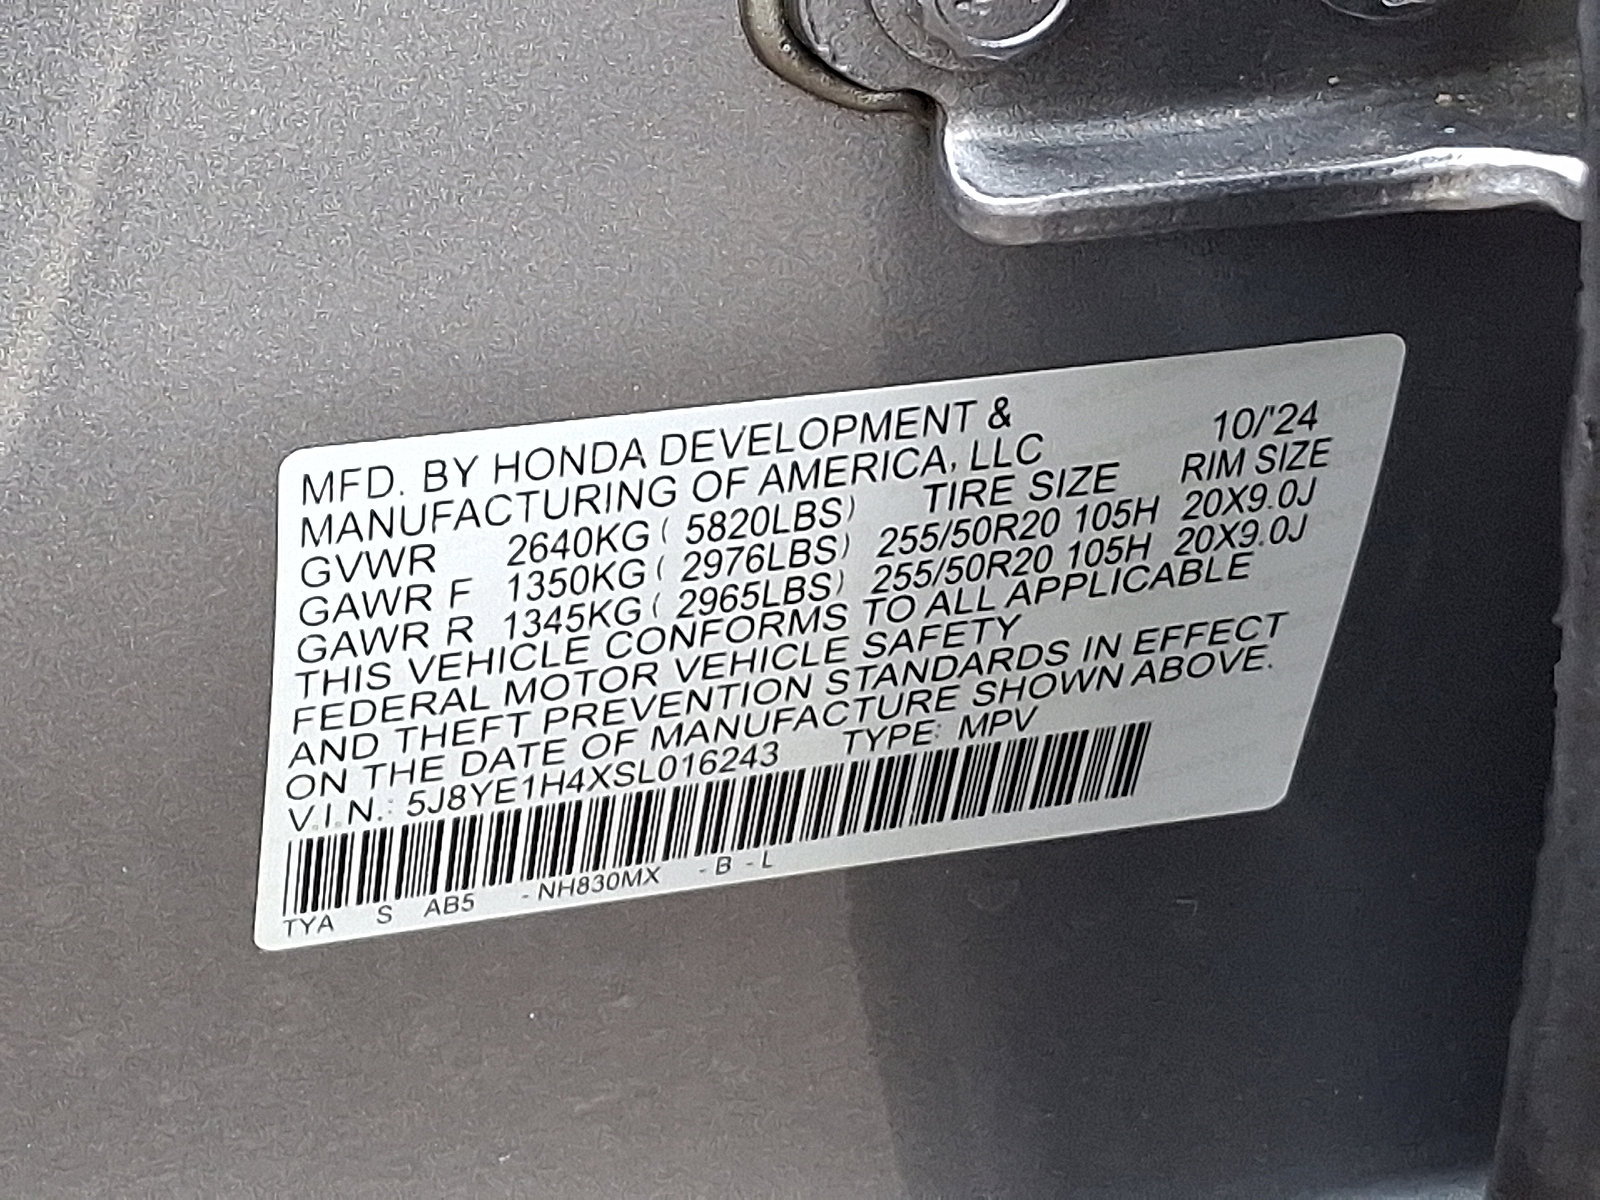 MFD. BY HONDA DEVELOPMENT & 10/'24
MANUFACTURING OF AMERICA, LLC
GVWR 2640KG ( 5820LBS) TIRE SIZE RIM SIZE
GAWR F 1350KG ( 2976LBS) 255/50R20 105H 20X9.0J
GAWR R 1345KG ( 2965LBS) 255/50R20 105H 20X9.0J
THIS VEHICLE CONFORMS TO ALL APPLICABLE
FEDERAL MOTOR VEHICLE SAFETY
AND THEFT PREVENTION STANDARDS IN EFFECT
ON THE DATE OF MANUFACTURE SHOWN ABOVE.
V.I.N.: 5J8YE1H4XSL016243 TYPE: MPV
TYA S AB5 - NH830MX - B - L